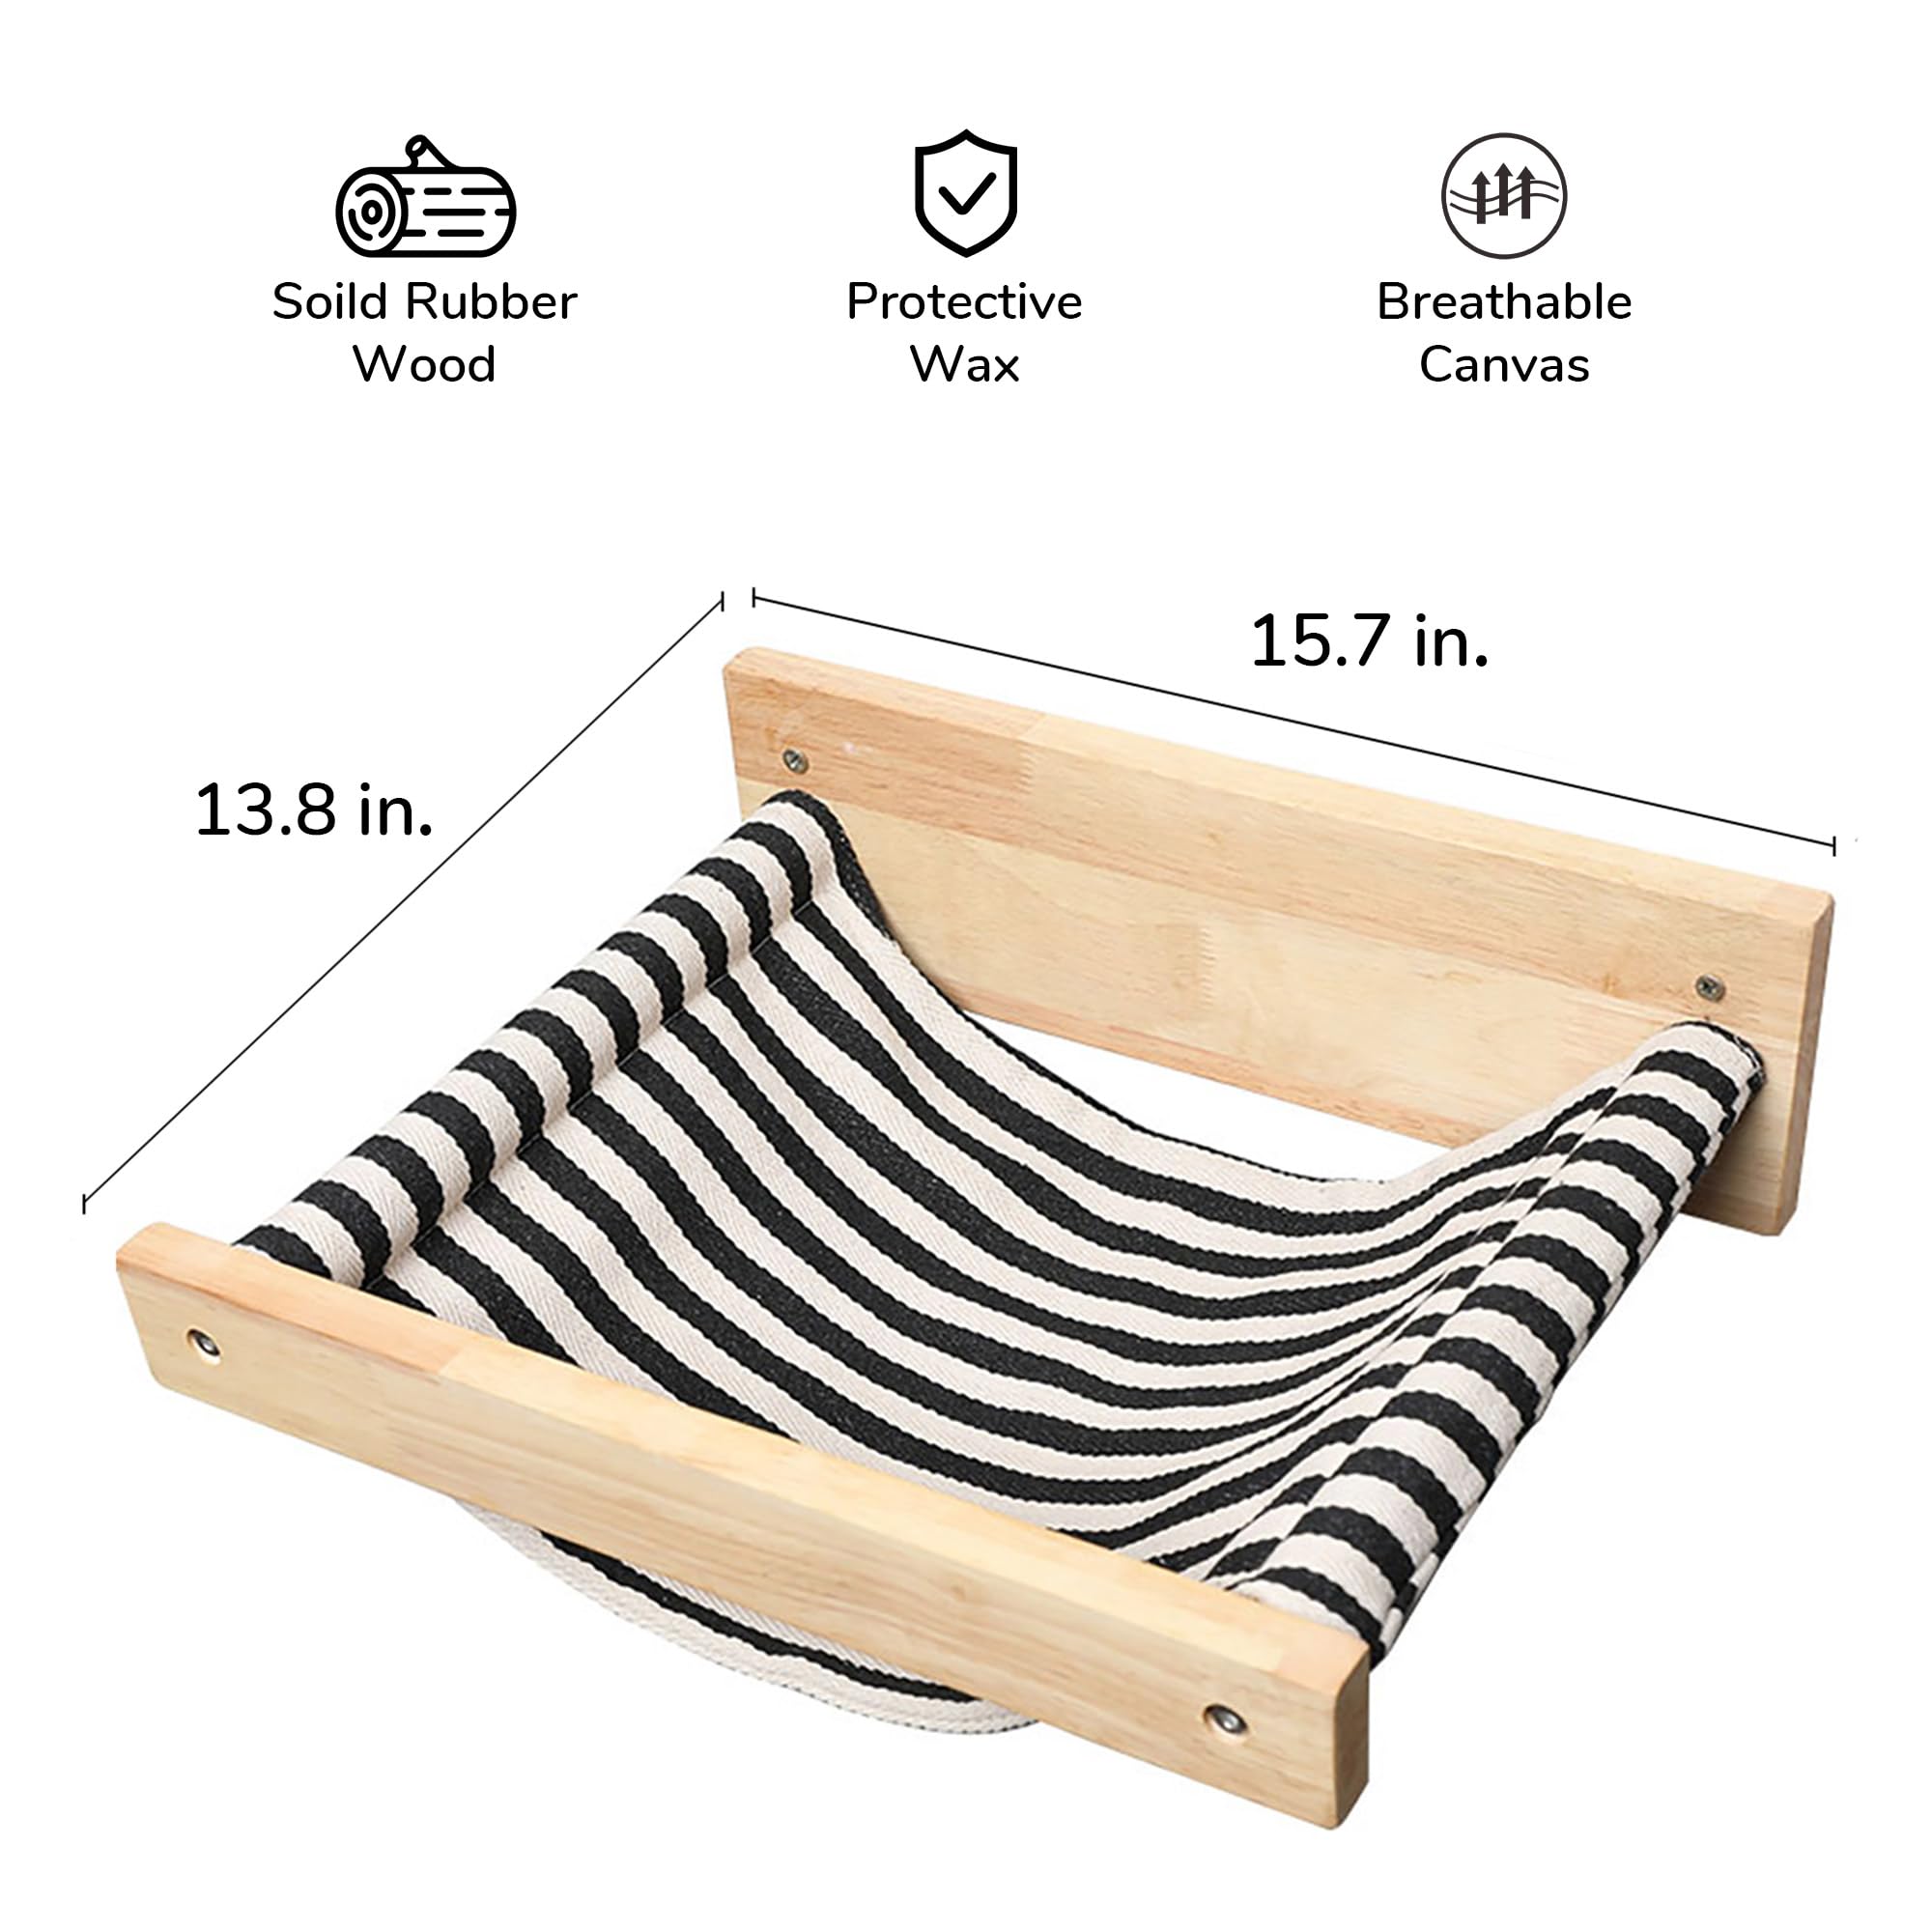 Soild Rubber
Wood
Protective
Wax
Breathable
Canvas
15.7 in.
13.8 in.